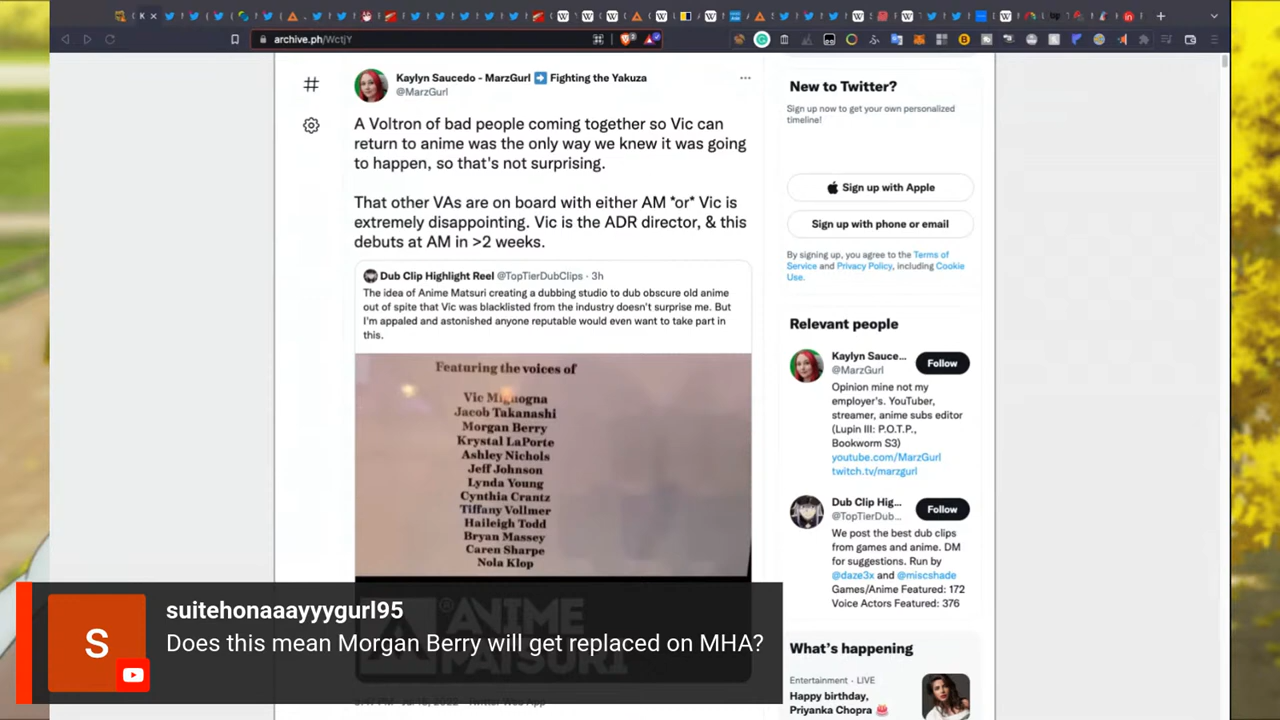 archive.ph/WctjY
Kaylyn Saucedo - MarzGurl ➡️ Fighting the Yakuza
@MarzGurl
A Voltron of bad people coming together so Vic can
return to anime was the only way we knew it was going
to happen, so that's not surprising.
That other VAs are on board with either AM *or* Vic is
extremely disappointing. Vic is the ADR director, & this
debuts at AM in >2 weeks.
Dub Clip Highlight Reel @TopTierDubClips · 3h
The idea of Anime Matsuri creating a dubbing studio to dub obscure old anime
out of spite that Vic was blacklisted from the industry doesn't surprise me. But
I'm appaled and astonished anyone reputable would even want to take part in
this.
Featuring the voices of
Vic Mignogna
Jacob Takanashi
Morgan Berry
Krystal LaPorte
Ashley Nichols
Jeff Johnson
Lynda Young
Cynthia Crantz
Tiffany Vollmer
Haileigh Todd
Bryan Massey
Caren Sharpe
Nola Klop
ANIME
MATSURI
New to Twitter?
Sign up now to get your own personalized
timeline!
Sign up with Apple
Sign up with phone or email
By signing up, you agree to the Terms of
Service and Privacy Policy, including Cookie
Use.
Relevant people
Kaylyn Sauce...
@MarzGurl
Follow
Opinion mine not my
employer's. YouTuber,
streamer, anime subs editor
(Lupin III: P.O.T.P.,
Bookworm S3)
youtube.com/MarzGurl
twitch.tv/marzgurl
Dub Clip Hig...
@TopTierDub...
Follow
We post the best dub clips
from games and anime. DM
for suggestions. Run by
@daze3x and @miscshade
Games/Anime Featured: 172
Voice Actors Featured: 376
What's happening
Entertainment · LIVE
Happy birthday,
Priyanka Chopra 🎂
S
suitehonaaayyygurl95
Does this mean Morgan Berry will get replaced on MHA?